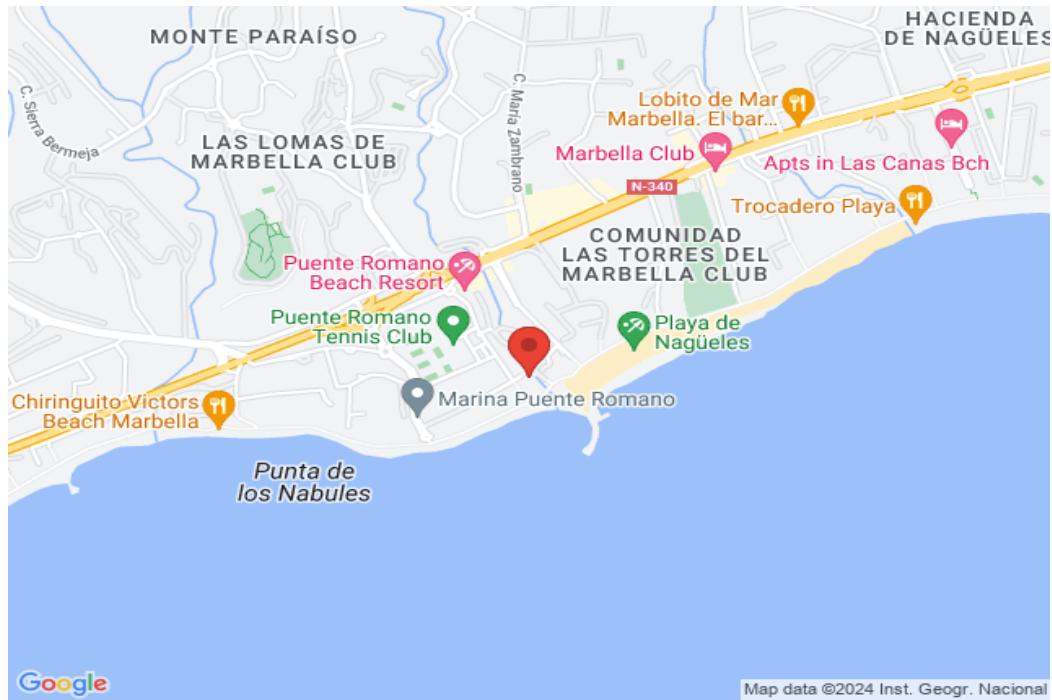 HACIENDA
DE NAGÜELES
MONTE PARAÍSO
C. Sierra Bermeja
C. María Zambrano
Lobito de Mar
Marbella. El bar...
LAS LOMAS DE
MARBELLA CLUB
Marbella Club
Apts in Las Canas Bch
N-340
Trocadero Playa
COMUNIDAD
LAS TORRES DEL
MARBELLA CLUB
Puente Romano
Beach Resort
Puente Romano
Tennis Club
Playa de
Nagüeles
Chiringuito Victors
Beach Marbella
Marina Puente Romano
Punta de
los Nabules
Google
Map data ©2024 Inst. Geogr. Nacional